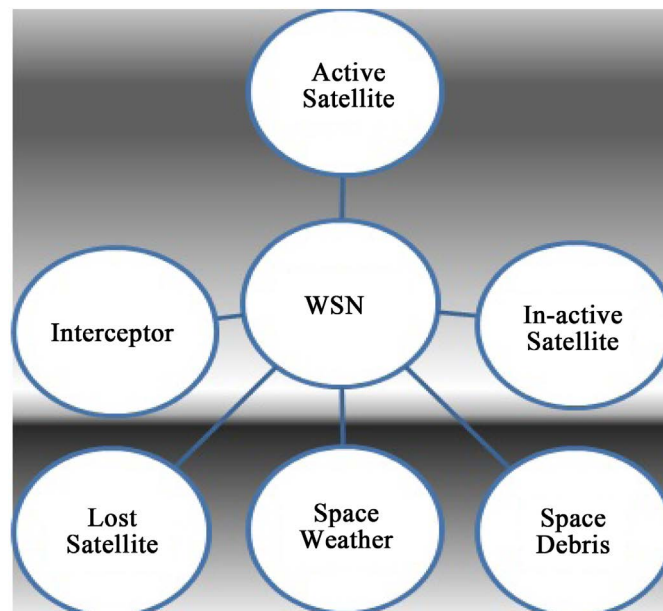 Active
Satellite
WSN
Interceptor
In-active
Satellite
Lost
Satellite
Space
Weather
Space
Debris